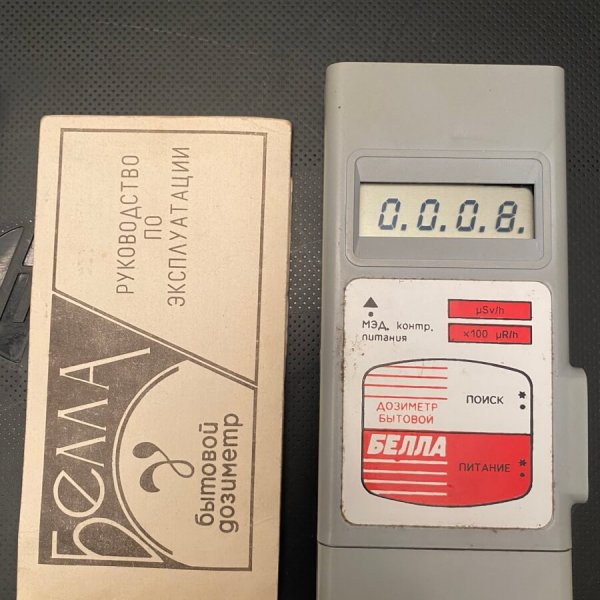 РУКОВОДСТВО
ПО
ЭКСПЛУАТАЦИИ
БЕЛЛА
γ
бытовой
дозиметр
0.0.0.8.
МЭД, контр.
питания
μSv/h
×100 μR/h
ДОЗИМЕТР
БЫТОВОЙ
БЕЛЛА
ПОИСК
ПИТАНИЕ